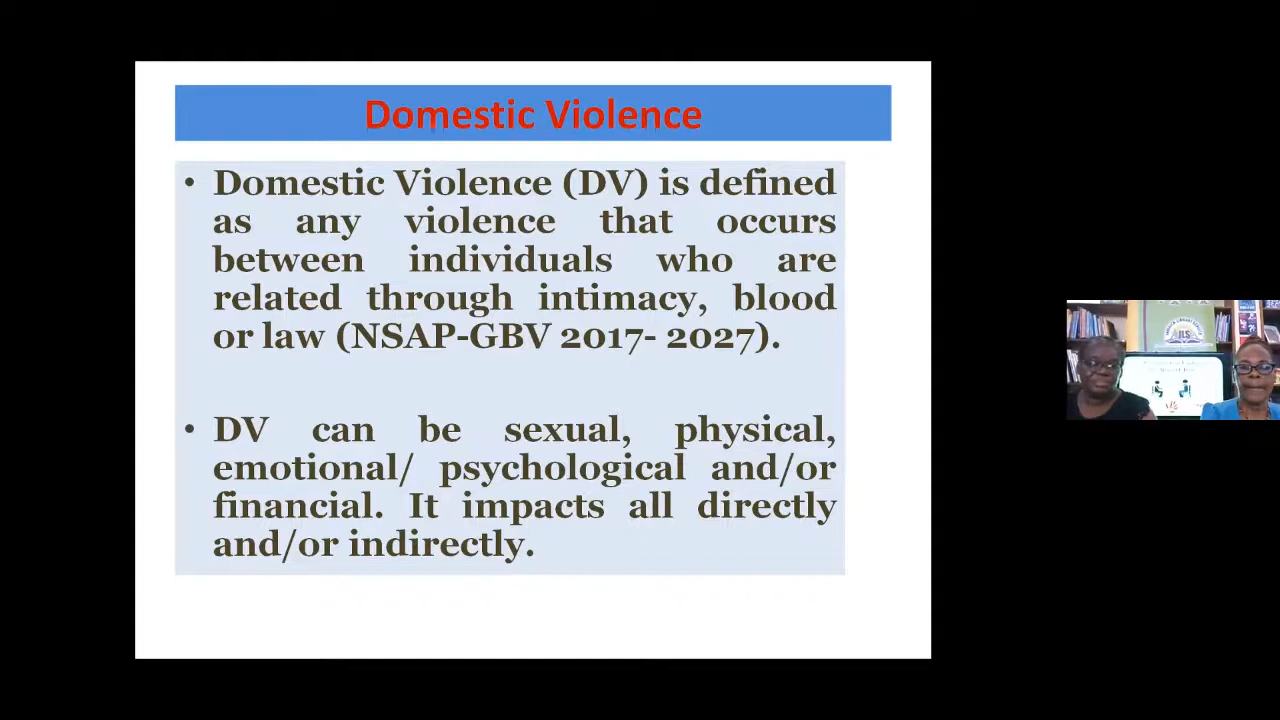 Domestic Violence
• Domestic Violence (DV) is defined
as any violence that occurs
between individuals who are
related through intimacy, blood
or law (NSAP-GBV 2017- 2027).
• DV can be sexual, physical,
emotional/ psychological and/or
financial. It impacts all directly
and/or indirectly.
JLS